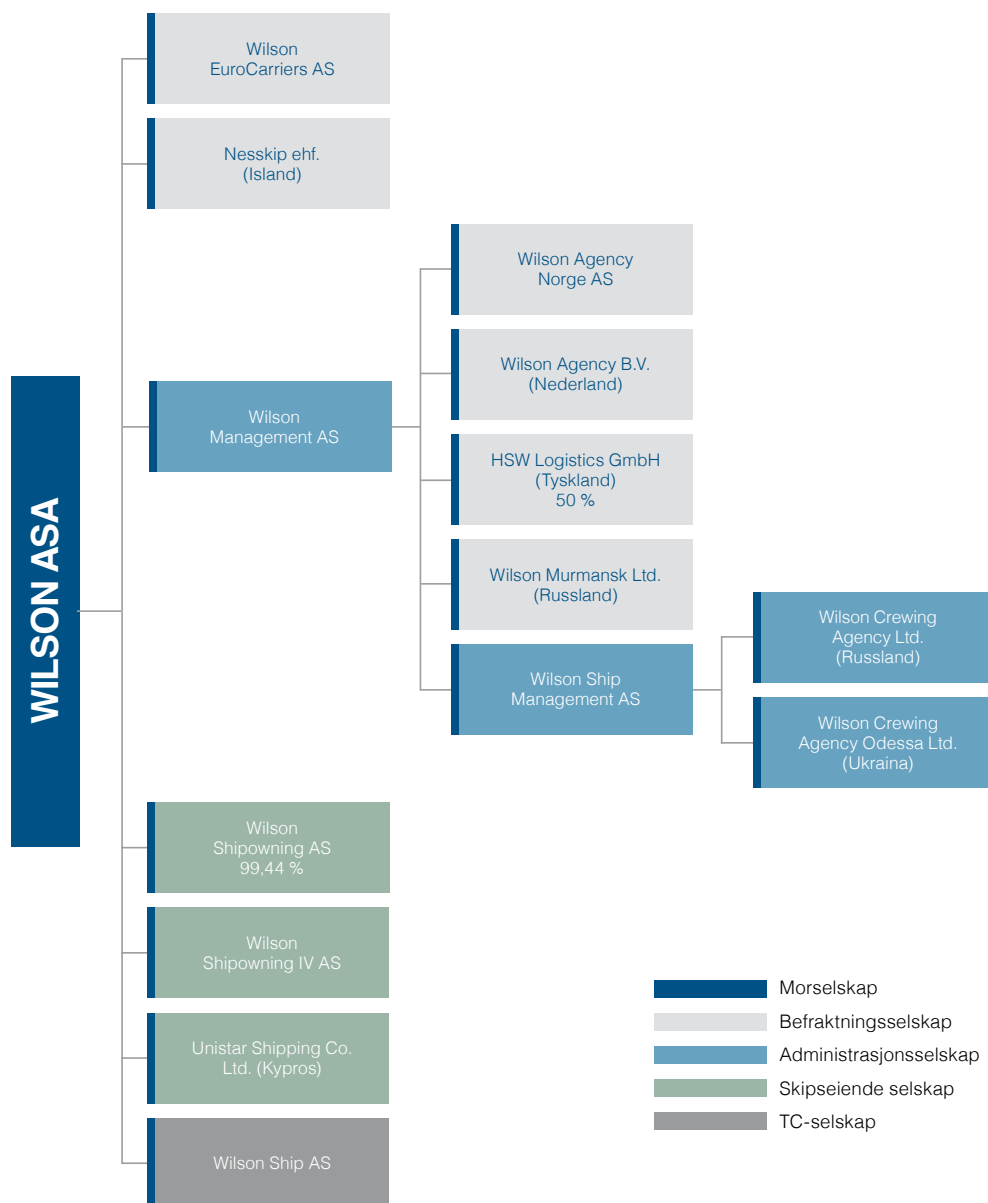 WILSON ASA
Wilson
EuroCarriers AS
Nesskip ehf.
(Island)
Wilson
Management AS
Wilson Agency
Norge AS
Wilson Agency B.V.
(Nederland)
HSW Logistics GmbH
(Tyskland)
50 %
Wilson Murmansk Ltd.
(Russland)
Wilson Ship
Management AS
Wilson Crewing
Agency Ltd.
(Russland)
Wilson Crewing
Agency Odessa Ltd.
(Ukraina)
Wilson
Shipowning AS
99,44 %
Wilson
Shipowning IV AS
Unistar Shipping Co.
Ltd. (Kypros)
Wilson Ship AS
Morselskap
Befraktningsselskap
Administrasjonsselskap
Skipseiende selskap
TC-selskap